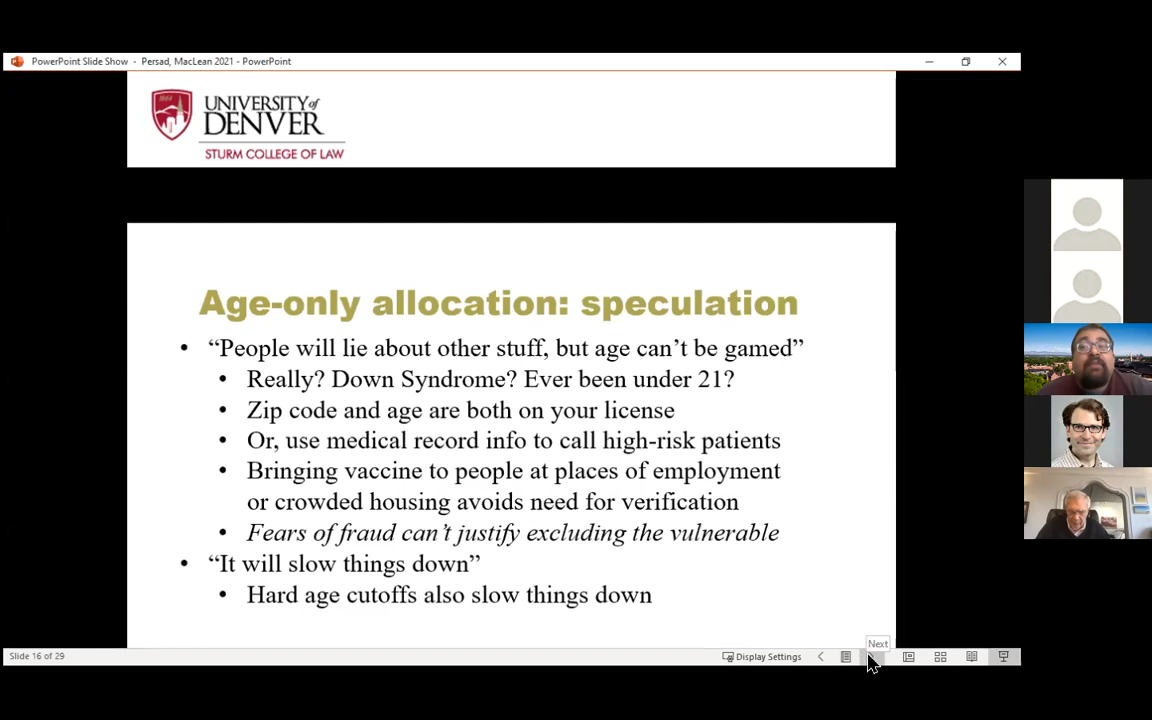 PowerPoint Slide Show - Persad, MacLean 2021 - PowerPoint
UNIVERSITY of
DENVER
STURM COLLEGE OF LAW
Age-only allocation: speculation
• “People will lie about other stuff, but age can’t be gamed”
• Really? Down Syndrome? Ever been under 21?
• Zip code and age are both on your license
• Or, use medical record info to call high-risk patients
• Bringing vaccine to people at places of employment
or crowded housing avoids need for verification
• Fears of fraud can’t justify excluding the vulnerable
• “It will slow things down”
• Hard age cutoffs also slow things down
Next
Slide 16 of 29
Display Settings